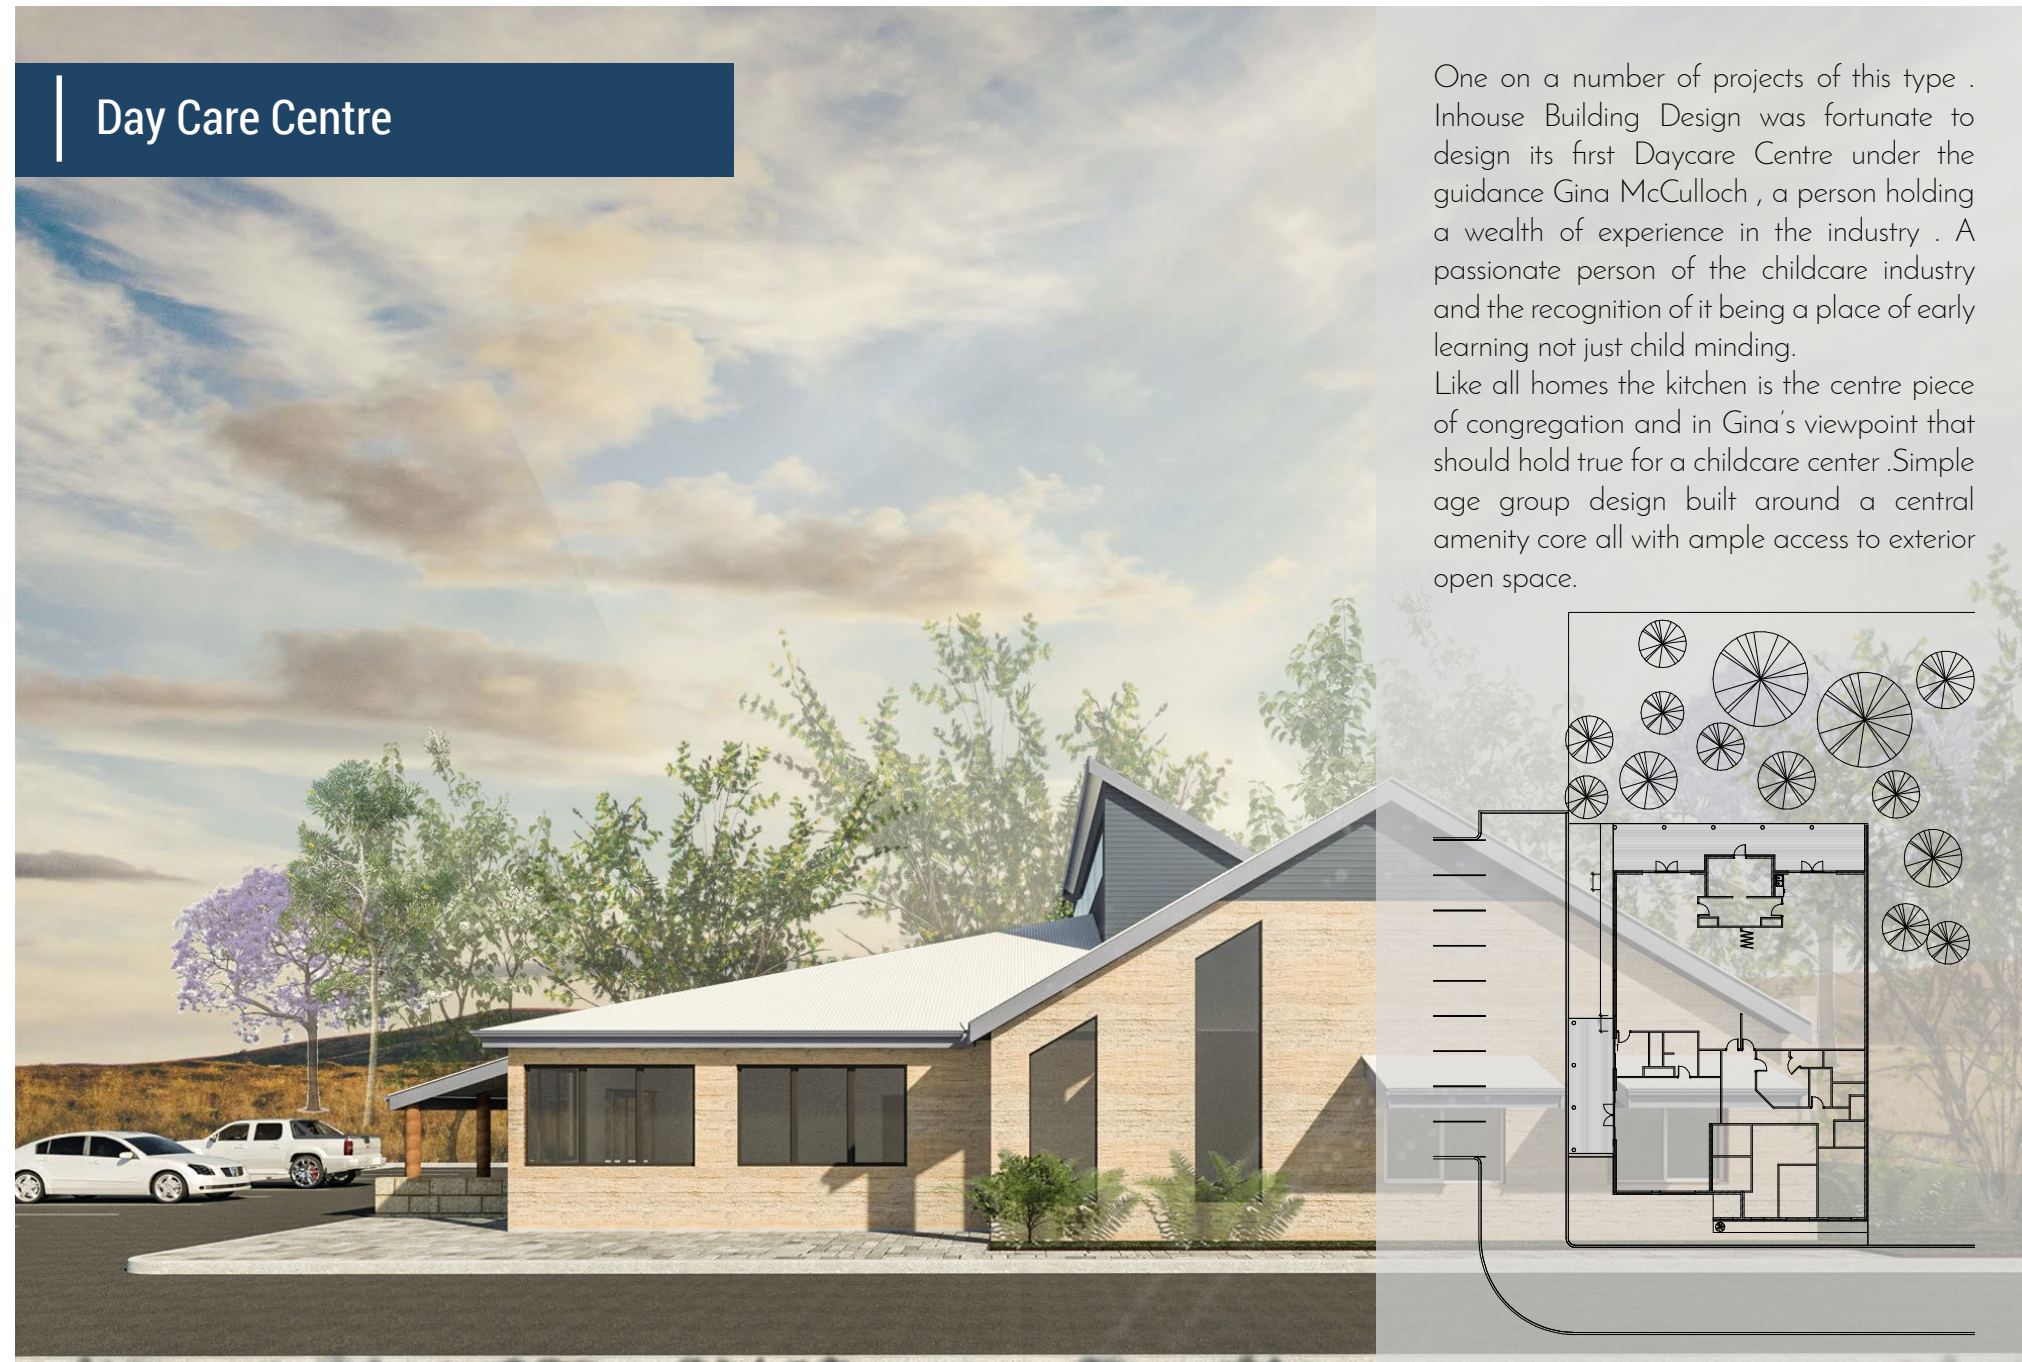 Day Care Centre
One on a number of projects of this type .
Inhouse Building Design was fortunate to
design its first Daycare Centre under the
guidance Gina McCulloch , a person holding
a wealth of experience in the industry . A
passionate person of the childcare industry
and the recognition of it being a place of early
learning not just child minding.
Like all homes the kitchen is the centre piece
of congregation and in Gina's viewpoint that
should hold true for a childcare center .Simple
age group design built around a central
amenity core all with ample access to exterior
open space.